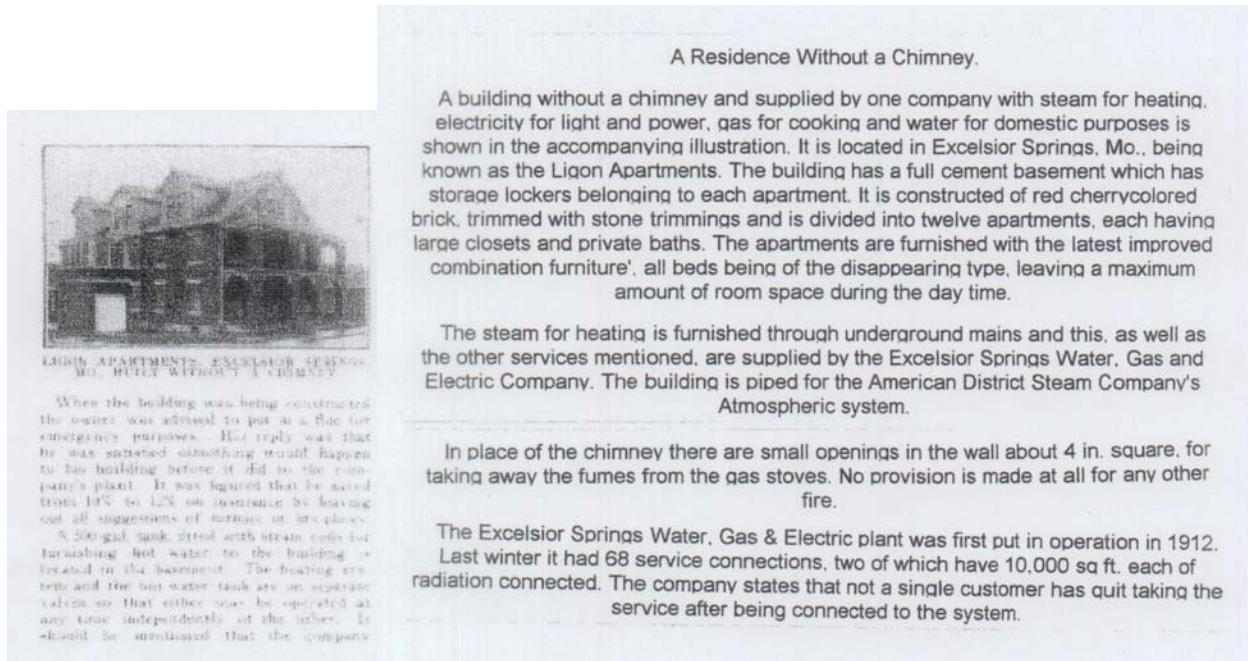 LIGON APARTMENTS, EXCELSIOR SPRINGS,
MO., BUILT WITHOUT A CHIMNEY
When the building was being constructed
the owner was advised to put in a flue for
emergency purposes. His reply was that
he was satisfied something would happen
to his building before it did to the com-
pany's plant. It was figured that he saved
from 10% to 12% on insurance by leaving
out all suggestions of furnace or
A 500-gal. tank, fitted with steam coils for
furnishing hot water to the building is
located in the basement. The heating sys-
tem and the hot water tank are on separate
valves so that either may be operated at
any time independently of the other. It
should be mentioned that the company
A Residence Without a Chimney.
A building without a chimney and supplied by one company with steam for heating,
electricity for light and power, gas for cooking and water for domestic purposes is
shown in the accompanying illustration. It is located in Excelsior Springs, Mo., being
known as the Ligon Apartments. The building has a full cement basement which has
storage lockers belonging to each apartment. It is constructed of red cherrycolored
brick, trimmed with stone trimmings and is divided into twelve apartments, each having
large closets and private baths. The apartments are furnished with the latest improved
combination furniture', all beds being of the disappearing type, leaving a maximum
amount of room space during the day time.
The steam for heating is furnished through underground mains and this, as well as
the other services mentioned, are supplied by the Excelsior Springs Water, Gas and
Electric Company. The building is piped for the American District Steam Company's
Atmospheric system.
In place of the chimney there are small openings in the wall about 4 in. square, for
taking away the fumes from the gas stoves. No provision is made at all for any other
fire.
The Excelsior Springs Water, Gas & Electric plant was first put in operation in 1912.
Last winter it had 68 service connections, two of which have 10,000 sq ft. each of
radiation connected. The company states that not a single customer has quit taking the
service after being connected to the system.